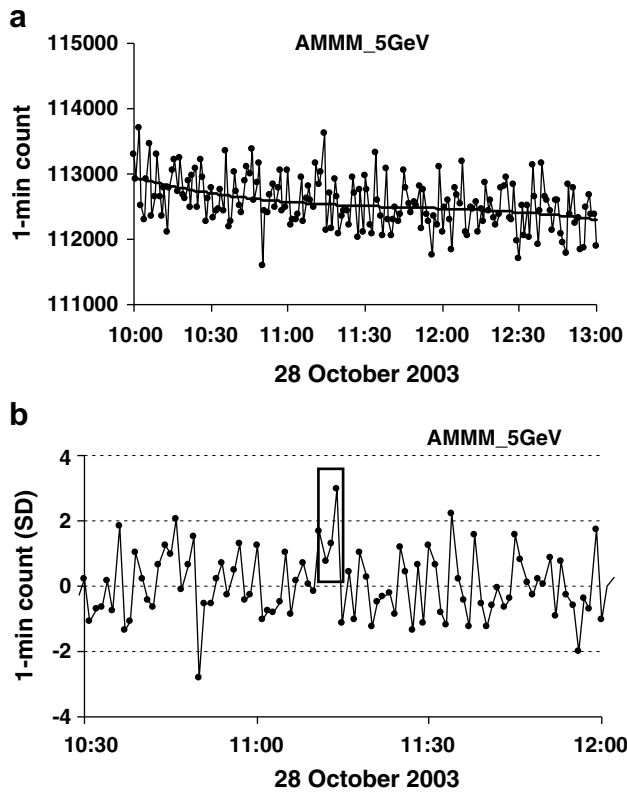 a
AMMM_5GeV
115000
114000
113000
112000
111000
1-min count
10:00 10:30 11:00 11:30 12:00 12:30 13:00
28 October 2003
b
AMMM_5GeV
4
2
0
-2
-4
1-min count (SD)
10:30 11:00 11:30 12:00
28 October 2003